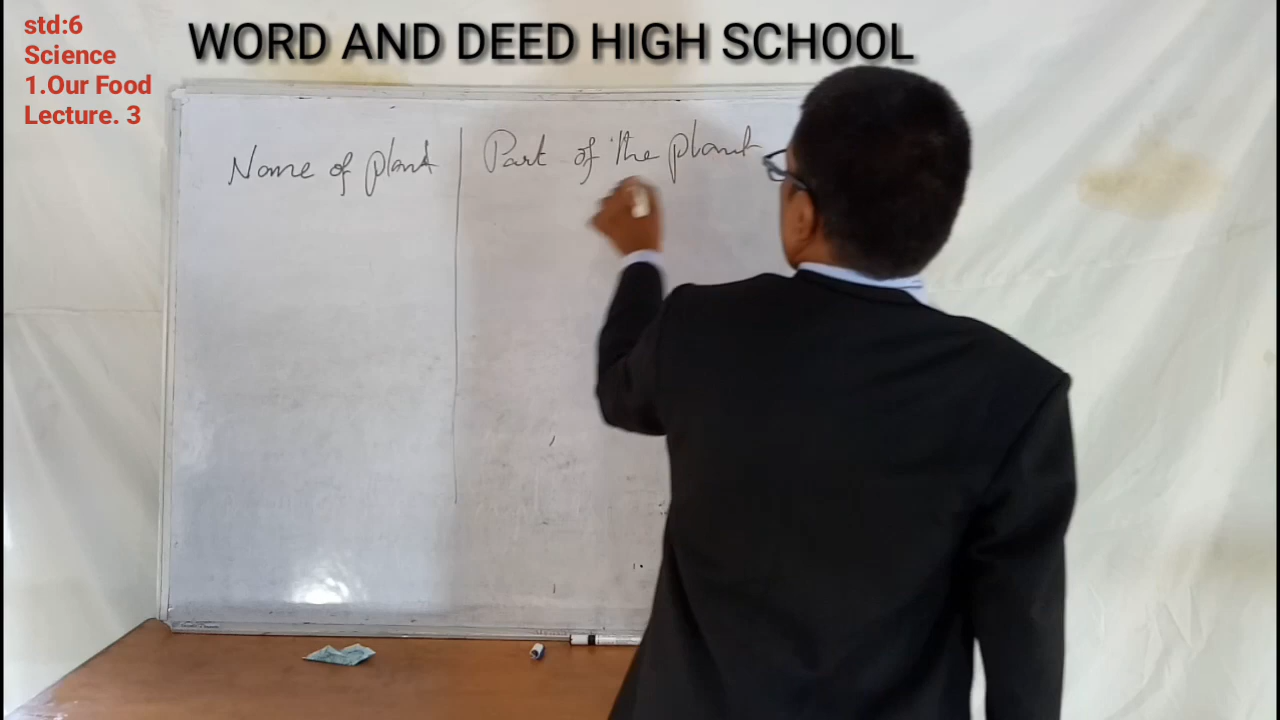 std:6
Science
1.Our Food
Lecture. 3
WORD AND DEED HIGH SCHOOL
Name of plant
Part of the plant